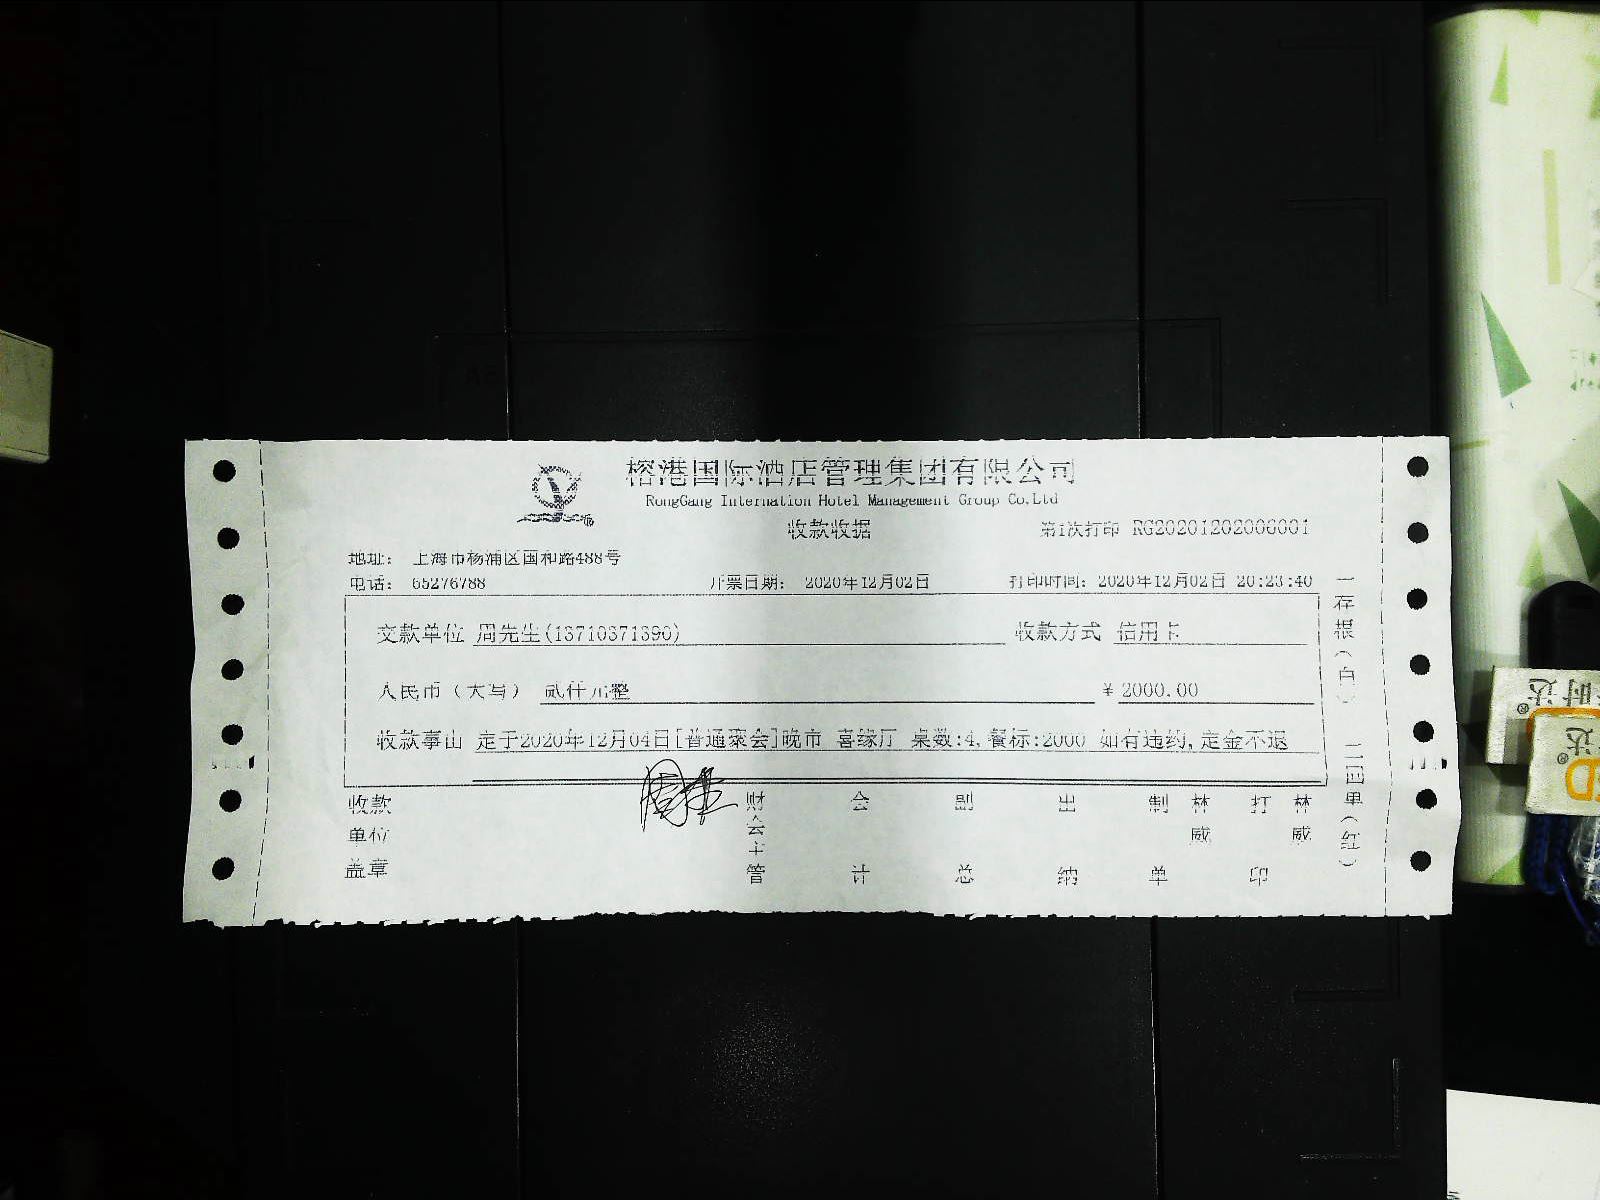 榕港国际酒店管理集团有限公司
RongGang Internation Hotel Management Group Co.Ltd
收款收据
第1次打印 RG20201202000001
地址： 上海市杨浦区国和路488号
电话： 65276788 开票日期： 2020年12月02日 打印时间：2020年12月02日 20:23:40
交款单位 周先生(13710371390) 收款方式 信用卡
人民币（大写） 贰仟元整 ¥ 2000.00
收款事由 定于2020年12月04日[普通聚会]晚市 喜缘厅 桌数:4,餐标:2000 如有违约,定金不退
收款单位盖章 财会主管 会计 副总 出纳 制单 林威 打印 林威
一存根（白） 二回单（红）
时达
达